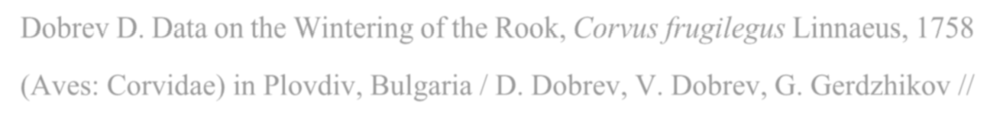 Dobrev D. Data on the Wintering of the Rook, Corvus frugilegus Linnaeus, 1758
(Aves: Corvidae) in Plovdiv, Bulgaria / D. Dobrev, V. Dobrev, G. Gerdzhikov //